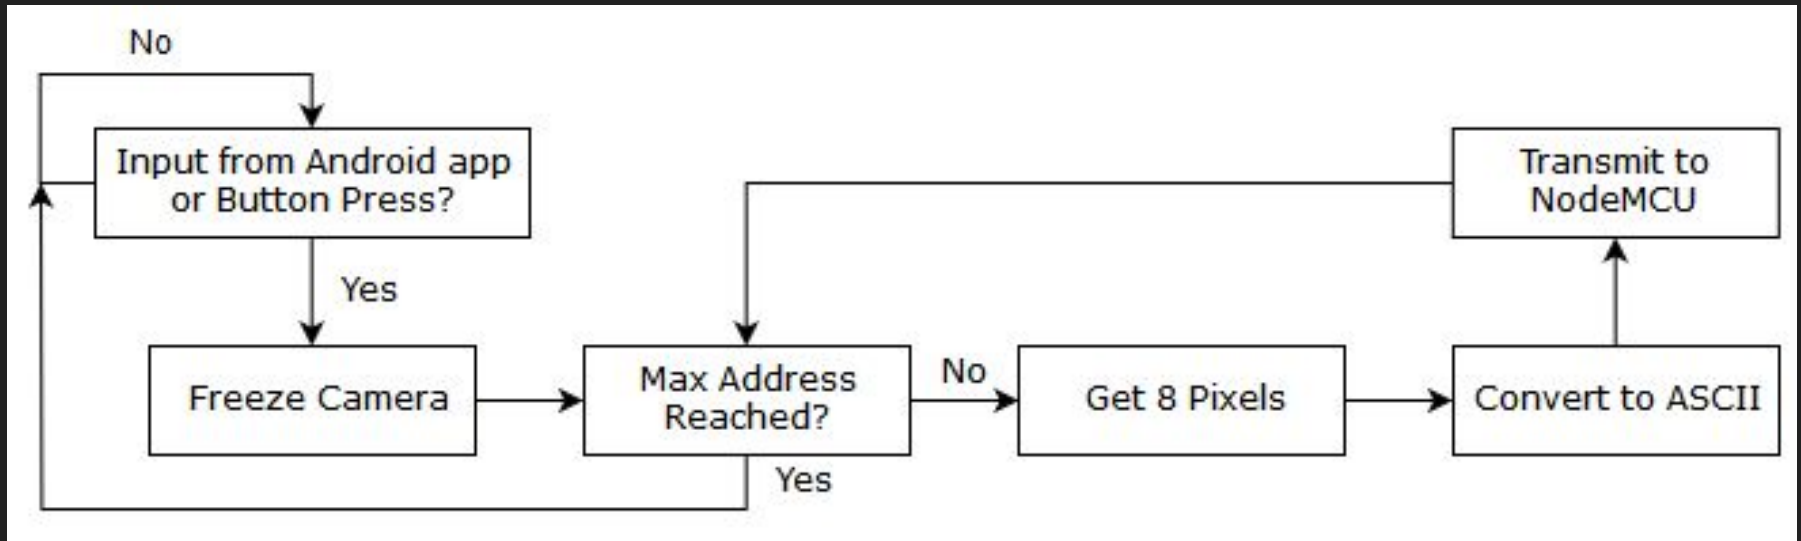 No
Input from Android app
or Button Press?
Yes
Freeze Camera
Max Address
Reached?
Yes
No
Get 8 Pixels
Convert to ASCII
Transmit to
NodeMCU